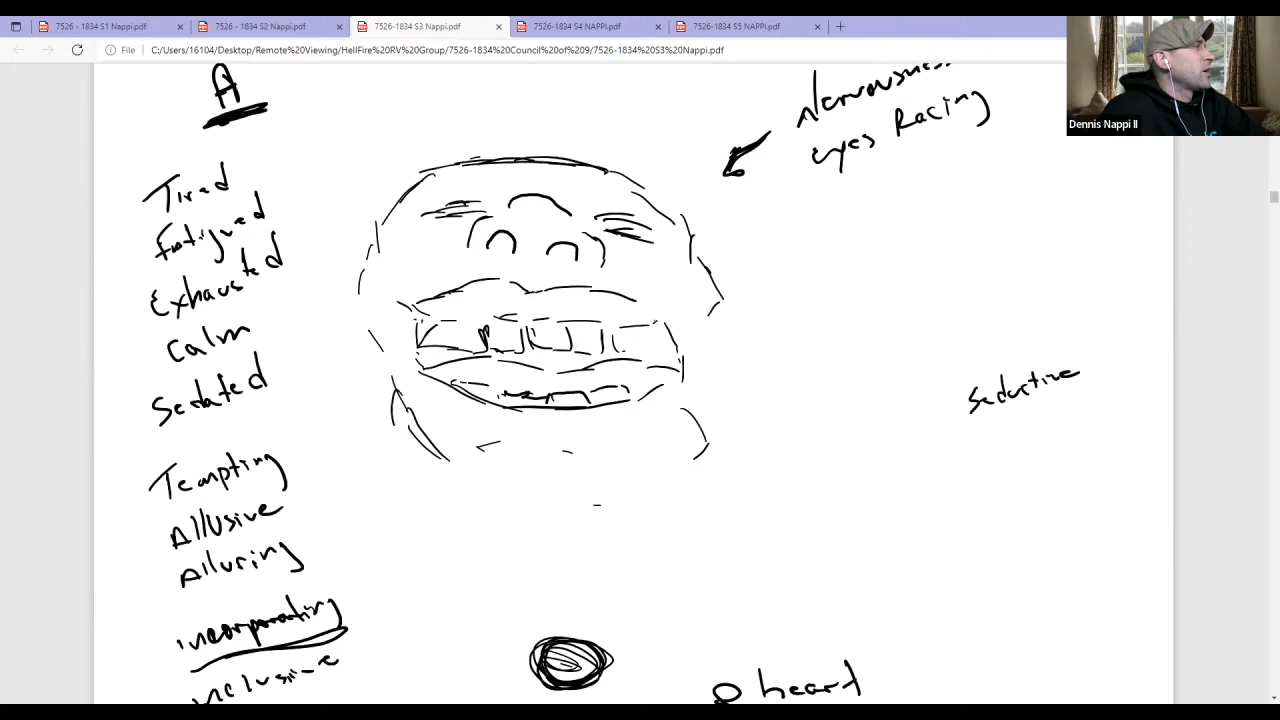 7526 - 1834 S1 Nappi.pdf
7526 - 1834 S2 Nappi.pdf
7526-1834 S3 Nappi.pdf
7526-1834 S4 NAPPI.pdf
7526-1834 S5 NAPPI.pdf
File
C:/Users/16104/Desktop/Remote%20Viewing/HellFire%20RV%20Group/7526-1834%20Council%20of%209/7526-1834%20S3%20Nappi.pdf
Dennis Nappi II
A
Nervousness
eyes Racing
Tired
Fatigued
Exhausted
Calm
Sedated
Seductive
Tempting
Allusive
Alluring
incorporating
inclusive
heart